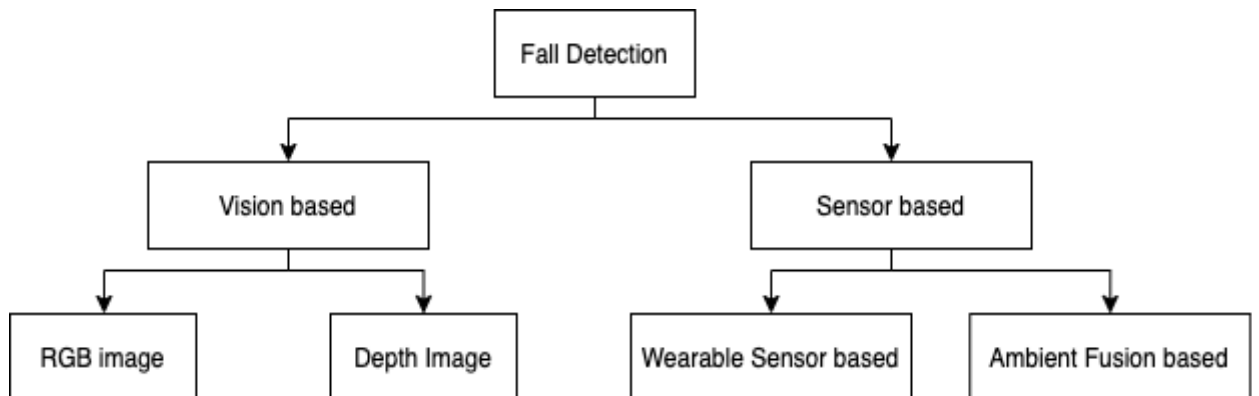 Fall Detection
Vision based
Sensor based
RGB image
Depth Image
Wearable Sensor based
Ambient Fusion based